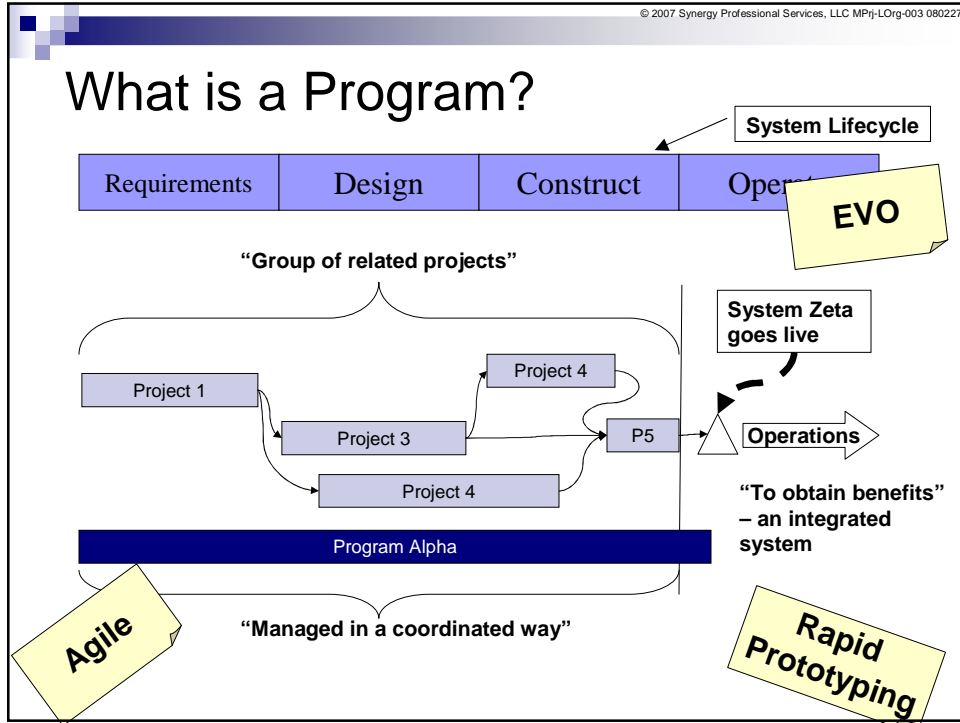 © 2007 Synergy Professional Services, LLC MPrj-LOrg-003 080227
What is a Program?
System Lifecycle
Requirements
Design
Construct
EVO
“Group of related projects”
System Zeta
goes live
Project 1
Project 4
Project 3
P5
Operations
Project 4
“To obtain benefits”
– an integrated
system
Program Alpha
“Managed in a coordinated way”
Agile
Rapid
Prototyping